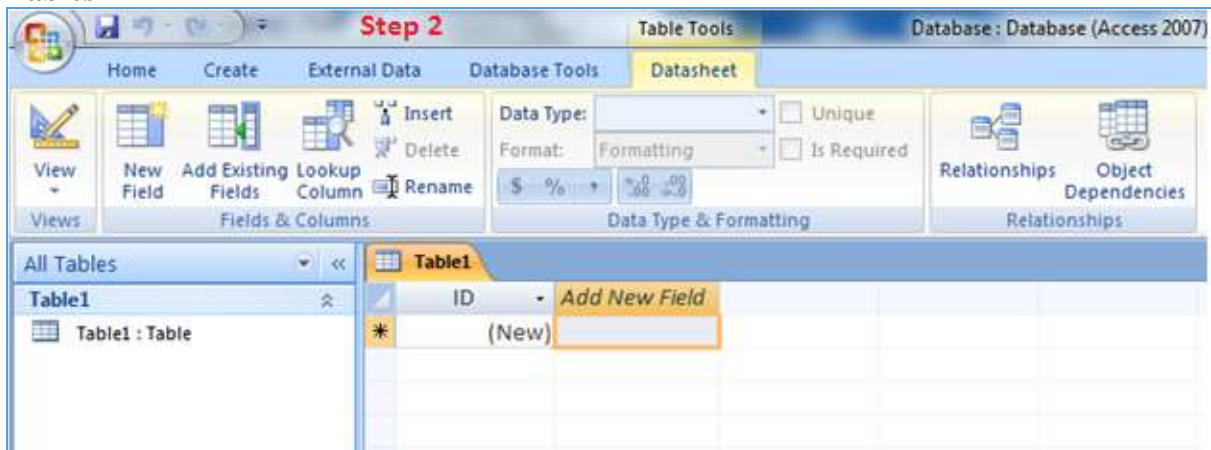 Step 2
Table Tools
Database : Database (Access 2007)
Home Create External Data Database Tools Datasheet
View
New Field
Add Existing Fields
Lookup Column
Insert
Delete
Rename
Data Type:
Format: Formatting
$ % ,
Unique
Is Required
Relationships
Object Dependencies
Views
Fields & Columns
Data Type & Formatting
Relationships
All Tables
Table1
Table1 : Table
Table1
ID Add New Field
(New)